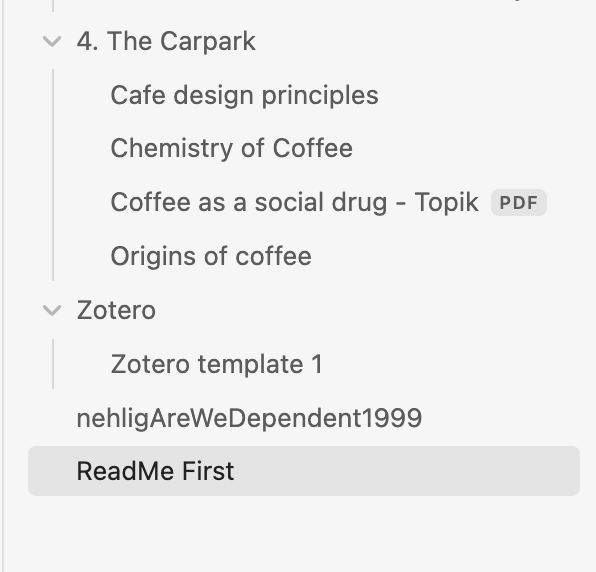 4. The Carpark
Cafe design principles
Chemistry of Coffee
Coffee as a social drug - Topik PDF
Origins of coffee
Zotero
Zotero template 1
nehligAreWeDependent1999
ReadMe First